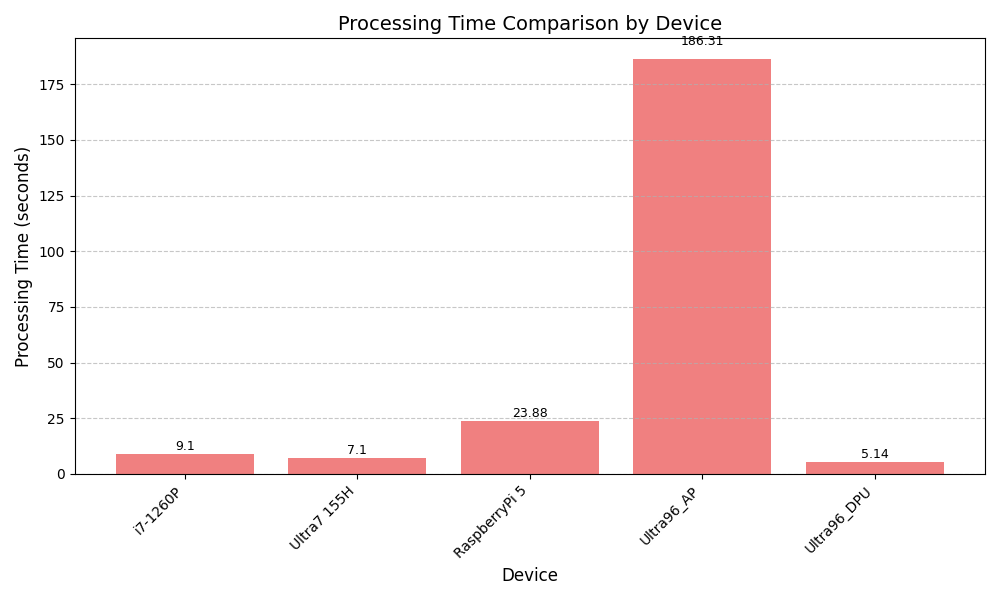 Processing Time Comparison by Device
Processing Time (seconds)
175
150
125
100
75
50
25
0
9.1
7.1
23.88
186.31
5.14
i7-1260P
Ultra7 155H
RaspberryPi 5
Ultra96_AP
Ultra96_DPU
Device